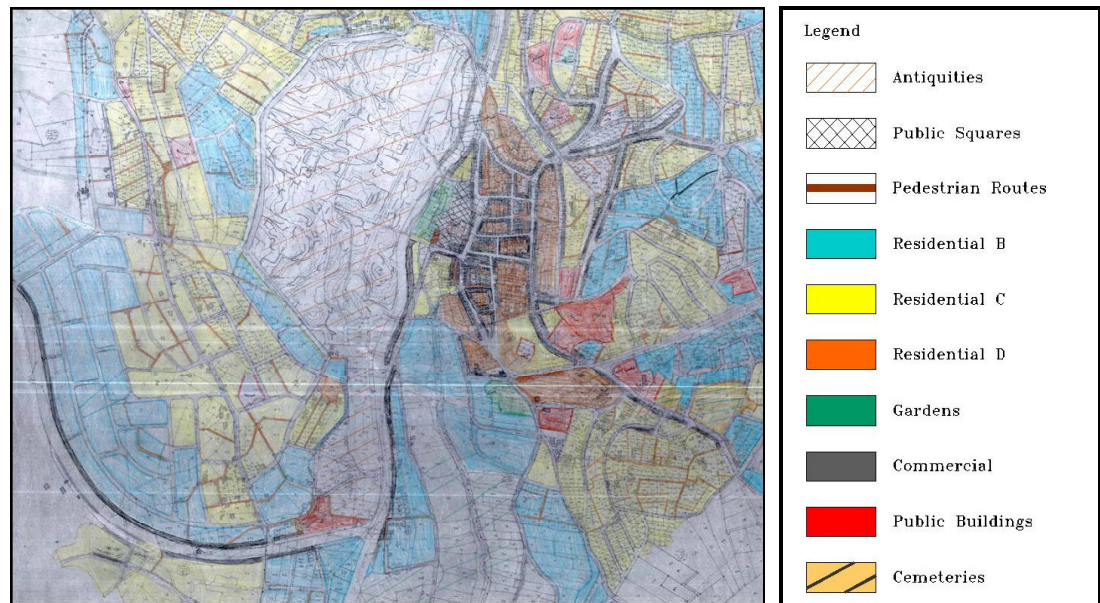 Legend
Antiquities
Public Squares
Pedestrian Routes
Residential B
Residential C
Residential D
Gardens
Commercial
Public Buildings
Cemeteries